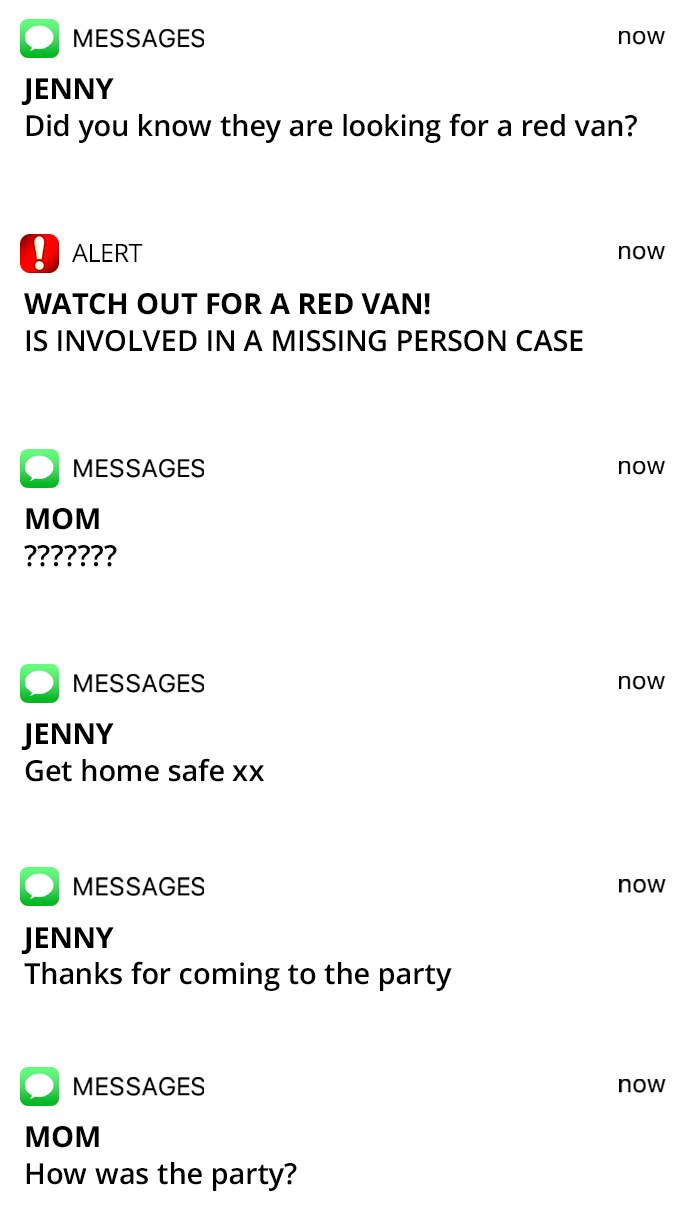 MESSAGES now
JENNY
Did you know they are looking for a red van?
ALERT now
WATCH OUT FOR A RED VAN!
IS INVOLVED IN A MISSING PERSON CASE
MESSAGES now
MOM
???????
MESSAGES now
JENNY
Get home safe xx
MESSAGES now
JENNY
Thanks for coming to the party
MESSAGES now
MOM
How was the party?